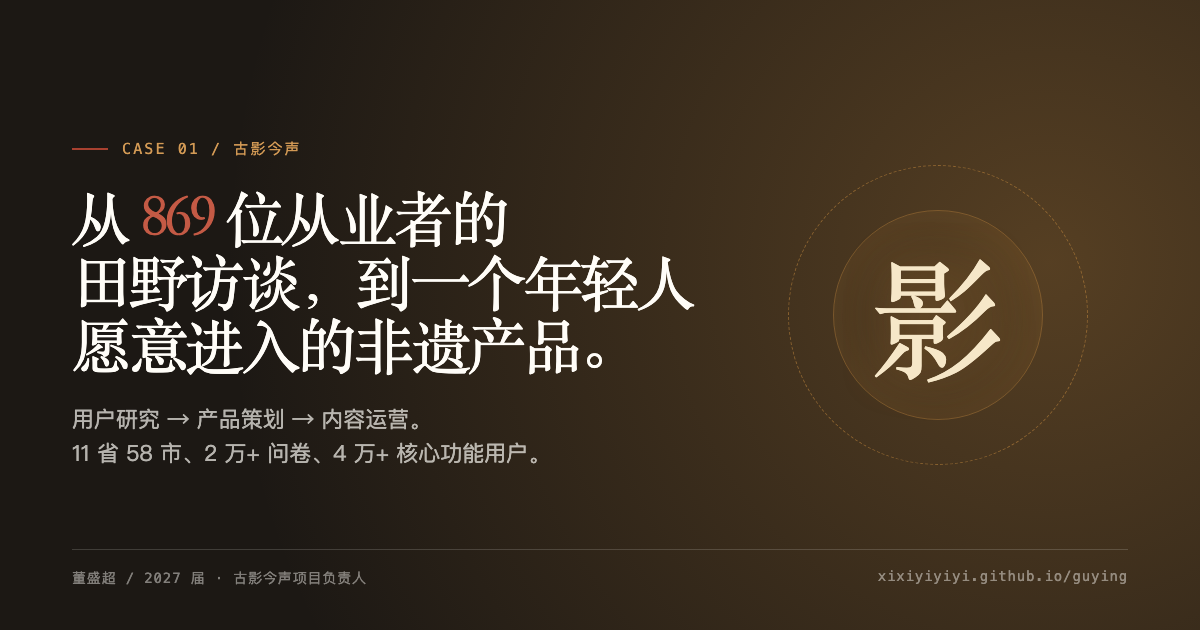 CASE 01 / 古影今声
从 869 位从业者的
田野访谈，到一个年轻人
愿意进入的非遗产品。
影
用户研究 → 产品策划 → 内容运营。
11 省 58 市、2 万+ 问卷、4 万+ 核心功能用户。
董盛超 / 2027 届 · 古影今声项目负责人
xixiyiyiyi.github.io/guying